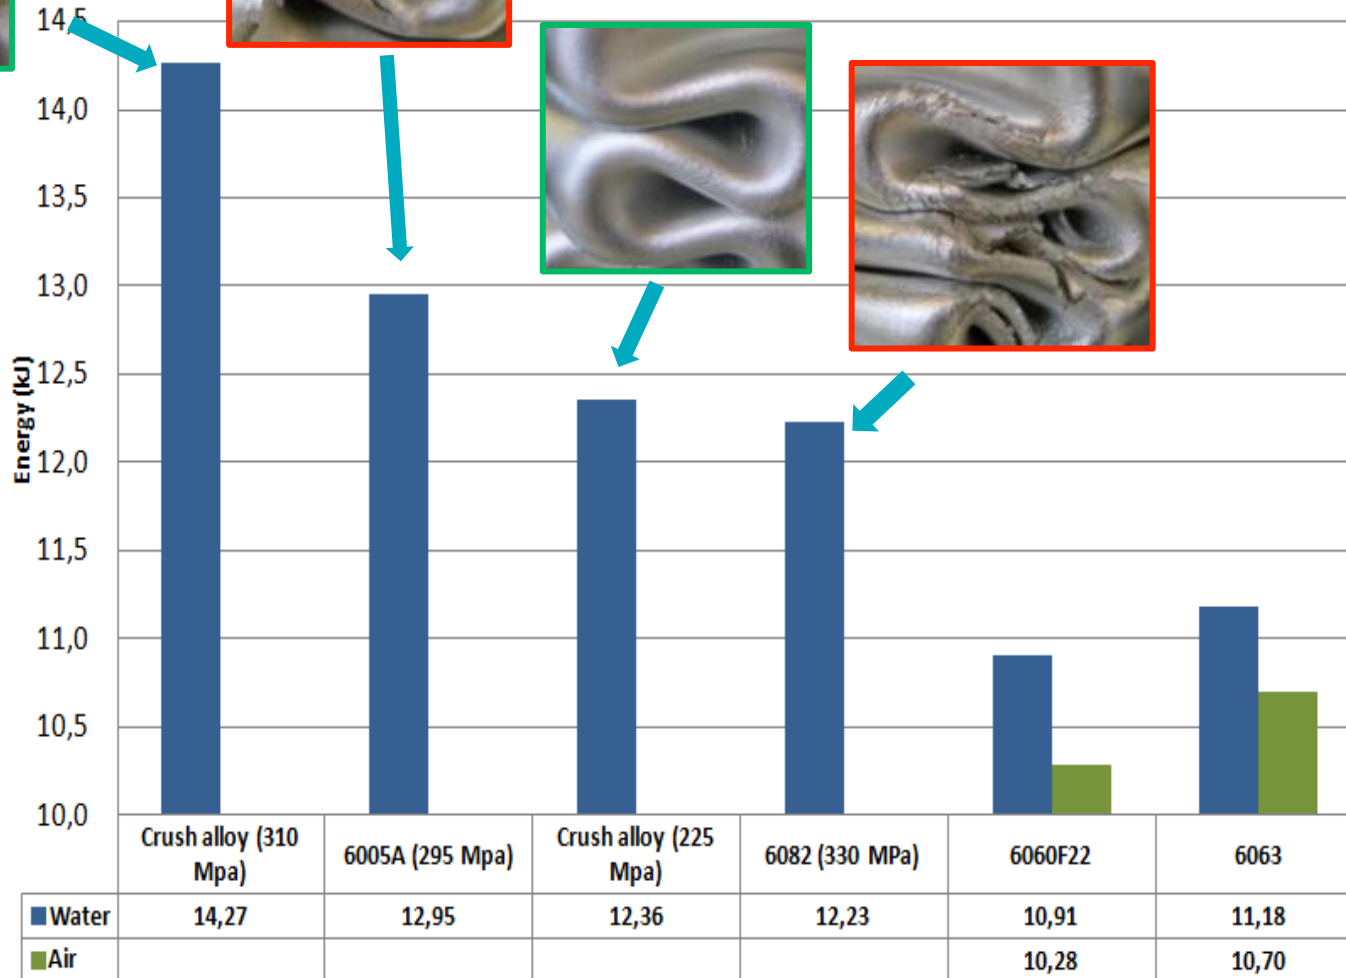 14,5
14,0
13,5
13,0
12,5
12,0
11,5
11,0
10,5
10,0
Energy (kJ)
Crush alloy (310 Mpa)
6005A (295 Mpa)
Crush alloy (225 Mpa)
6082 (330 MPa)
6060F22
6063
Water 14,27 12,95 12,36 12,23 10,91 11,18
Air 10,28 10,70